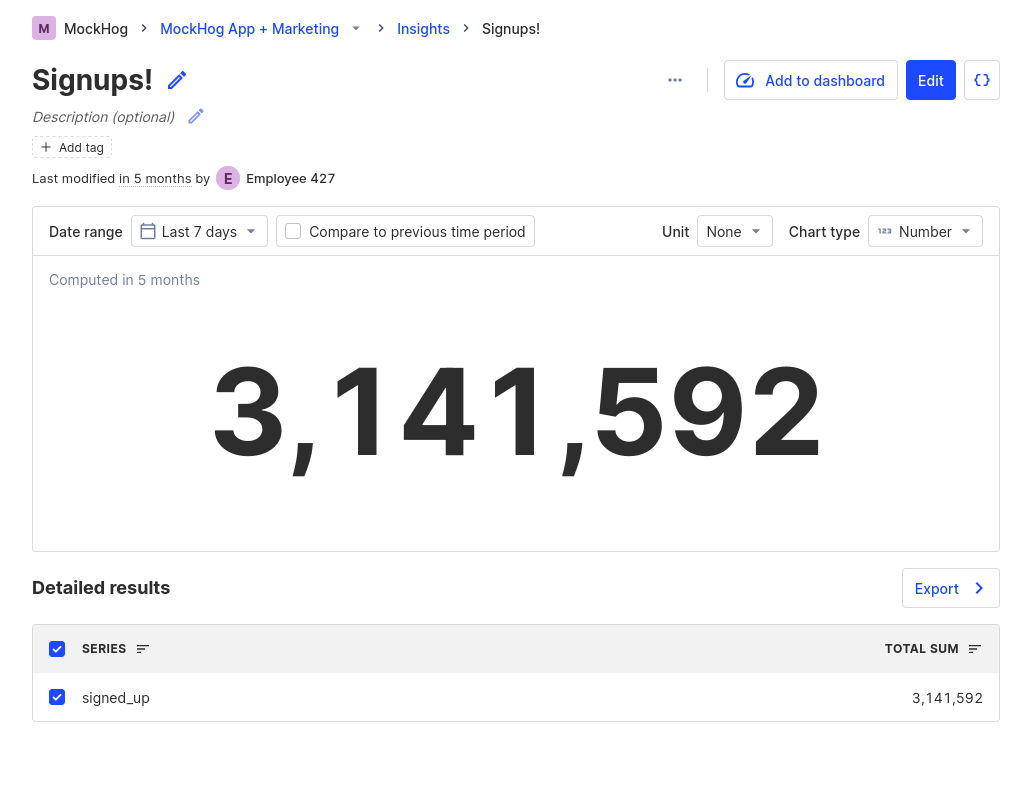 M MockHog MockHog App + Marketing Insights Signups!
Signups!
Add to dashboard Edit {}
Description (optional)
Add tag
Last modified in 5 months by E Employee 427
Date range Last 7 days Compare to previous time period Unit None Chart type 123 Number
Computed in 5 months
3,141,592
Detailed results Export
SERIES TOTAL SUM
signed_up 3,141,592